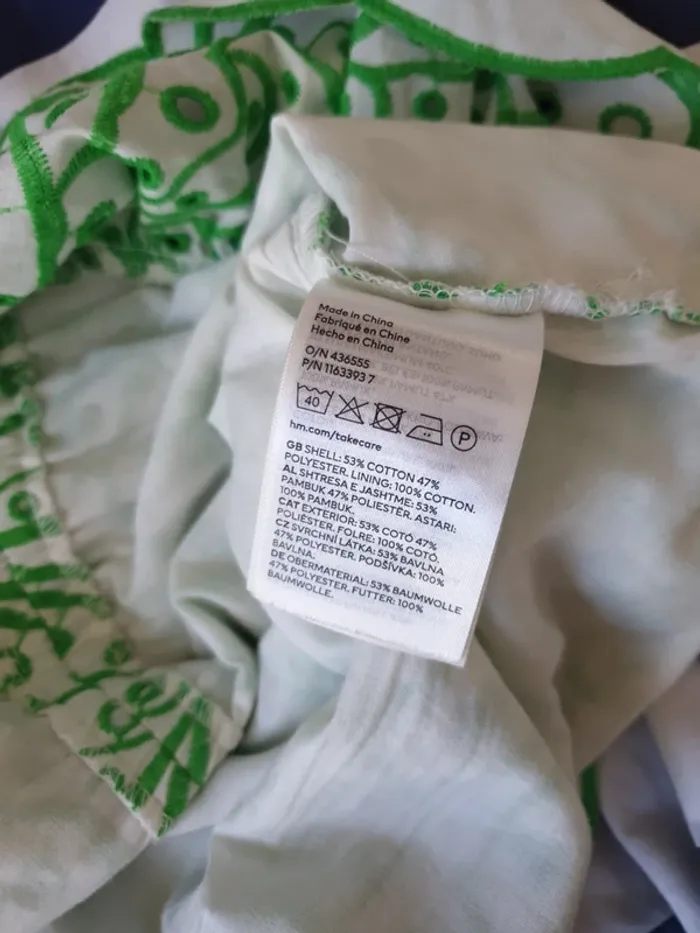 Made in China
Fabriqué en Chine
Hecho en China
O/N 436555
P/N 1163393 7
40
P
hm.com/takecare
GB SHELL: 53% COTTON 47%
POLYESTER. LINING: 100% COTTON.
AL SHTRESA E JASHTME: 53%
PAMBUK 47% POLIESTËR. ASTARI:
100% PAMBUK.
CAT EXTERIOR: 53% COTÓ 47%
POLIÈSTER. FOLRE: 100% COTÓ.
CZ SVRCHNÍ LÁTKA: 53% BAVLNA
47% POLYESTER. PODŠÍVKA: 100%
BAVLNA.
DE OBERMATERIAL: 53% BAUMWOLLE
47% POLYESTER. FUTTER: 100%
BAUMWOLLE.